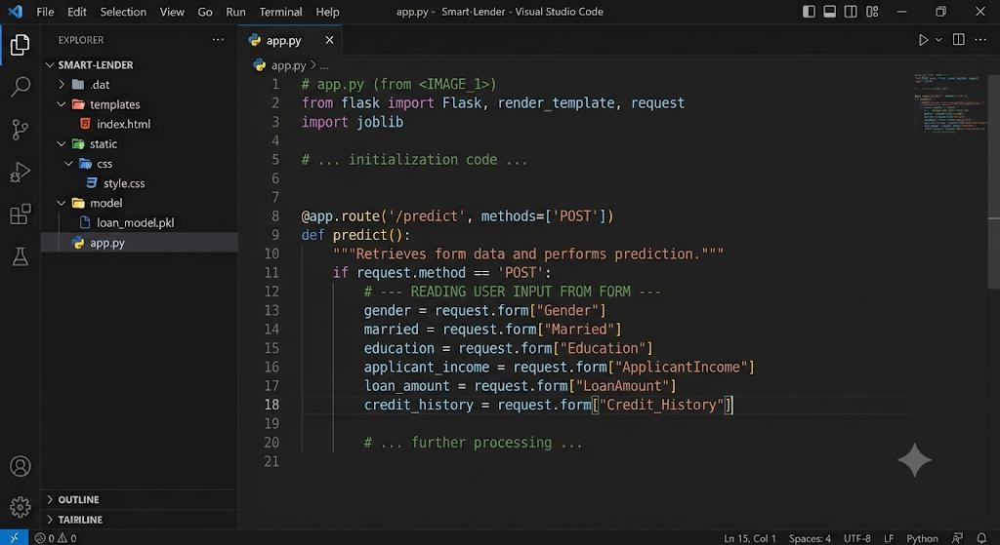 File Edit Selection View Go Run Terminal Help app.py - Smart-Lender - Visual Studio Code
EXPLORER ...
SMART-LENDER
.dat
templates
index.html
static
css
style.css
model
loan_model.pkl
app.py
OUTLINE
TAIRILINE
app.py
app.py > ...
1 # app.py (from <IMAGE_1>)
2 from flask import Flask, render_template, request
3 import joblib
4
5 # ... initialization code ...
6
7
8 @app.route('/predict', methods=['POST'])
9 def predict():
10 """Retrieves form data and performs prediction."""
11 if request.method == 'POST':
12 # --- READING USER INPUT FROM FORM ---
13 gender = request.form["Gender"]
14 married = request.form["Married"]
15 education = request.form["Education"]
16 applicant_income = request.form["ApplicantIncome"]
17 loan_amount = request.form["LoanAmount"]
18 credit_history = request.form["Credit_History"]
19
20 # ... further processing ...
21
0 0 Ln 15, Col 1 Spaces: 4 UTF-8 LF Python